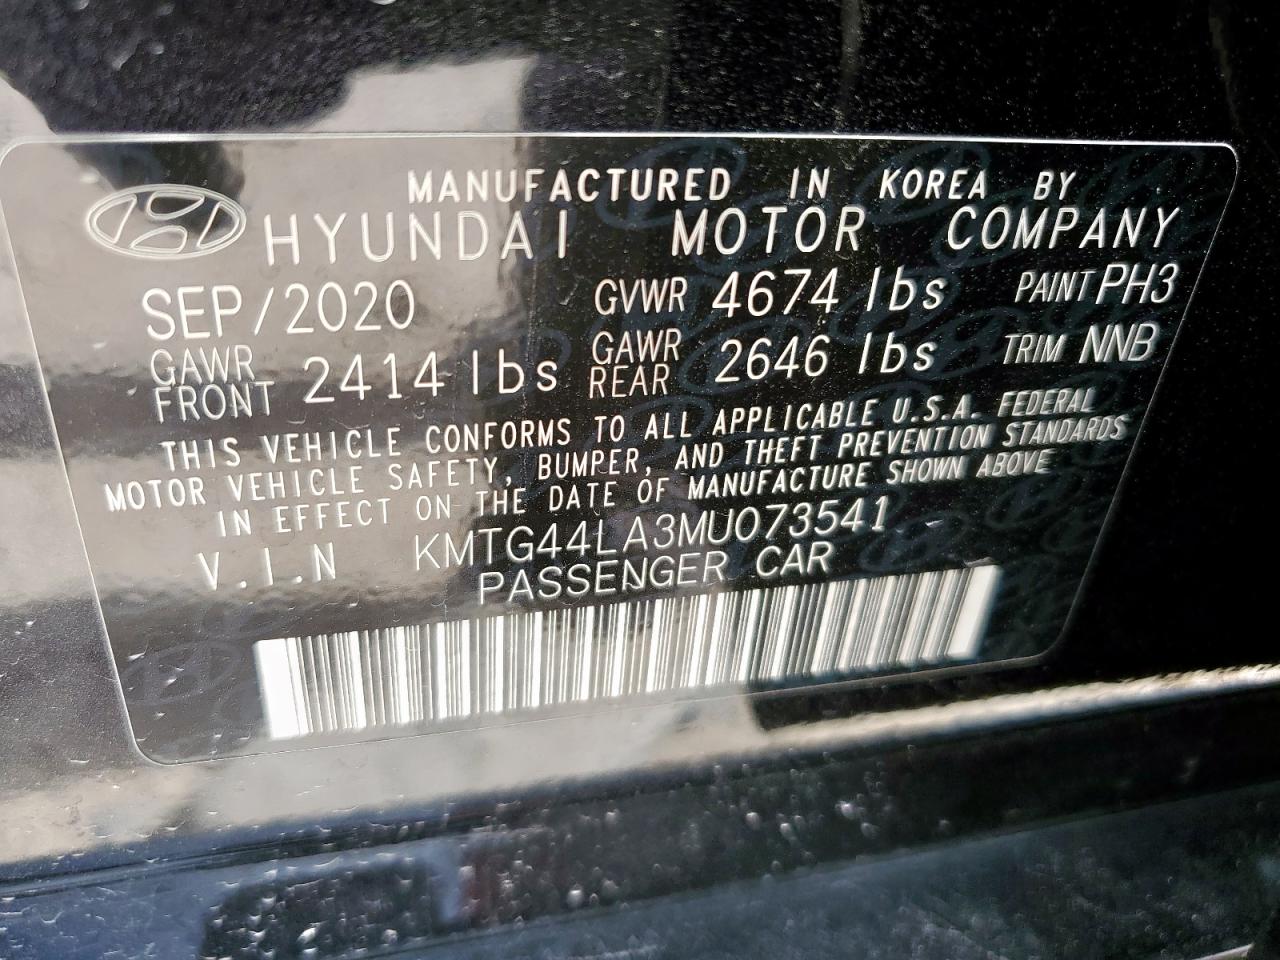 MANUFACTURED IN KOREA BY
HYUNDAI MOTOR COMPANY
SEP/2020 GVWR 4674 lbs PAINT PH3
GAWR FRONT 2414 lbs GAWR REAR 2646 lbs TRIM NNB
THIS VEHICLE CONFORMS TO ALL APPLICABLE U.S.A. FEDERAL
MOTOR VEHICLE SAFETY, BUMPER, AND THEFT PREVENTION STANDARDS
IN EFFECT ON THE DATE OF MANUFACTURE SHOWN ABOVE
V.I.N KMTG44LA3MU073541
PASSENGER CAR